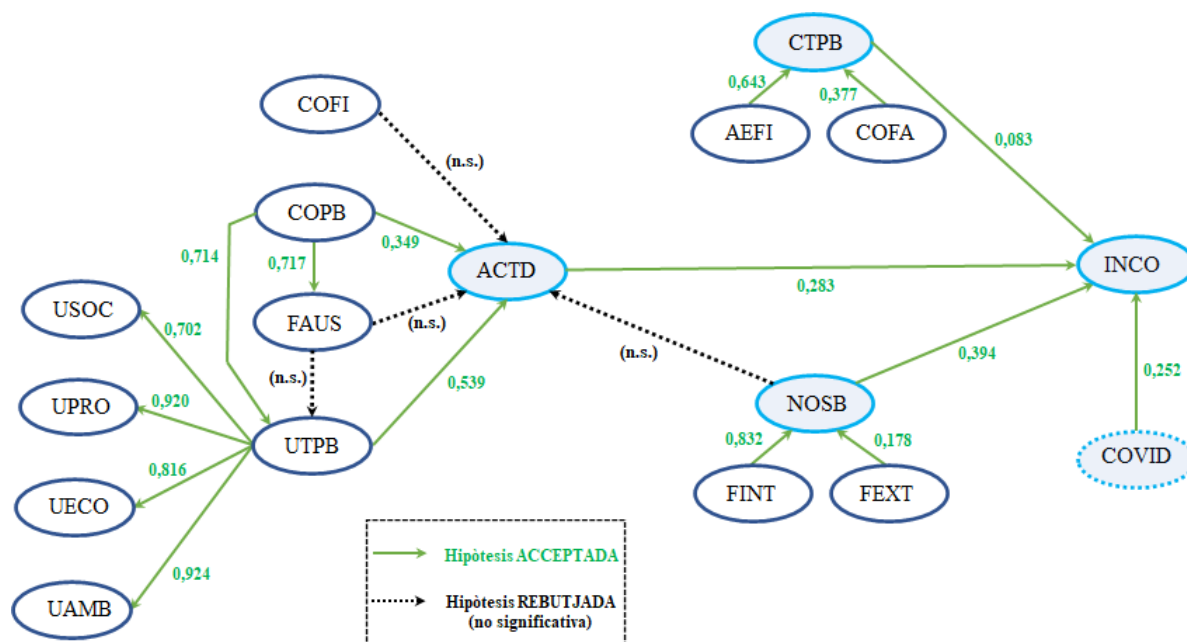 CTPB
0,643
0,377
COFI
AEFI
COFA
0,083
(n.s.)
COPB
0,349
0,714
0,717
ACTD
INCO
0,283
USOC
FAUS
(n.s.)
0,702
(n.s.)
0,394
(n.s.)
0,539
0,252
UPRO
0,920
NOSB
UTPB
0,832
0,178
COVID
0,816
UECO
FINT
FEXT
0,924
Hipòtesis ACCEPTADA
UAMB
Hipòtesis REBUTJADA
(no significativa)